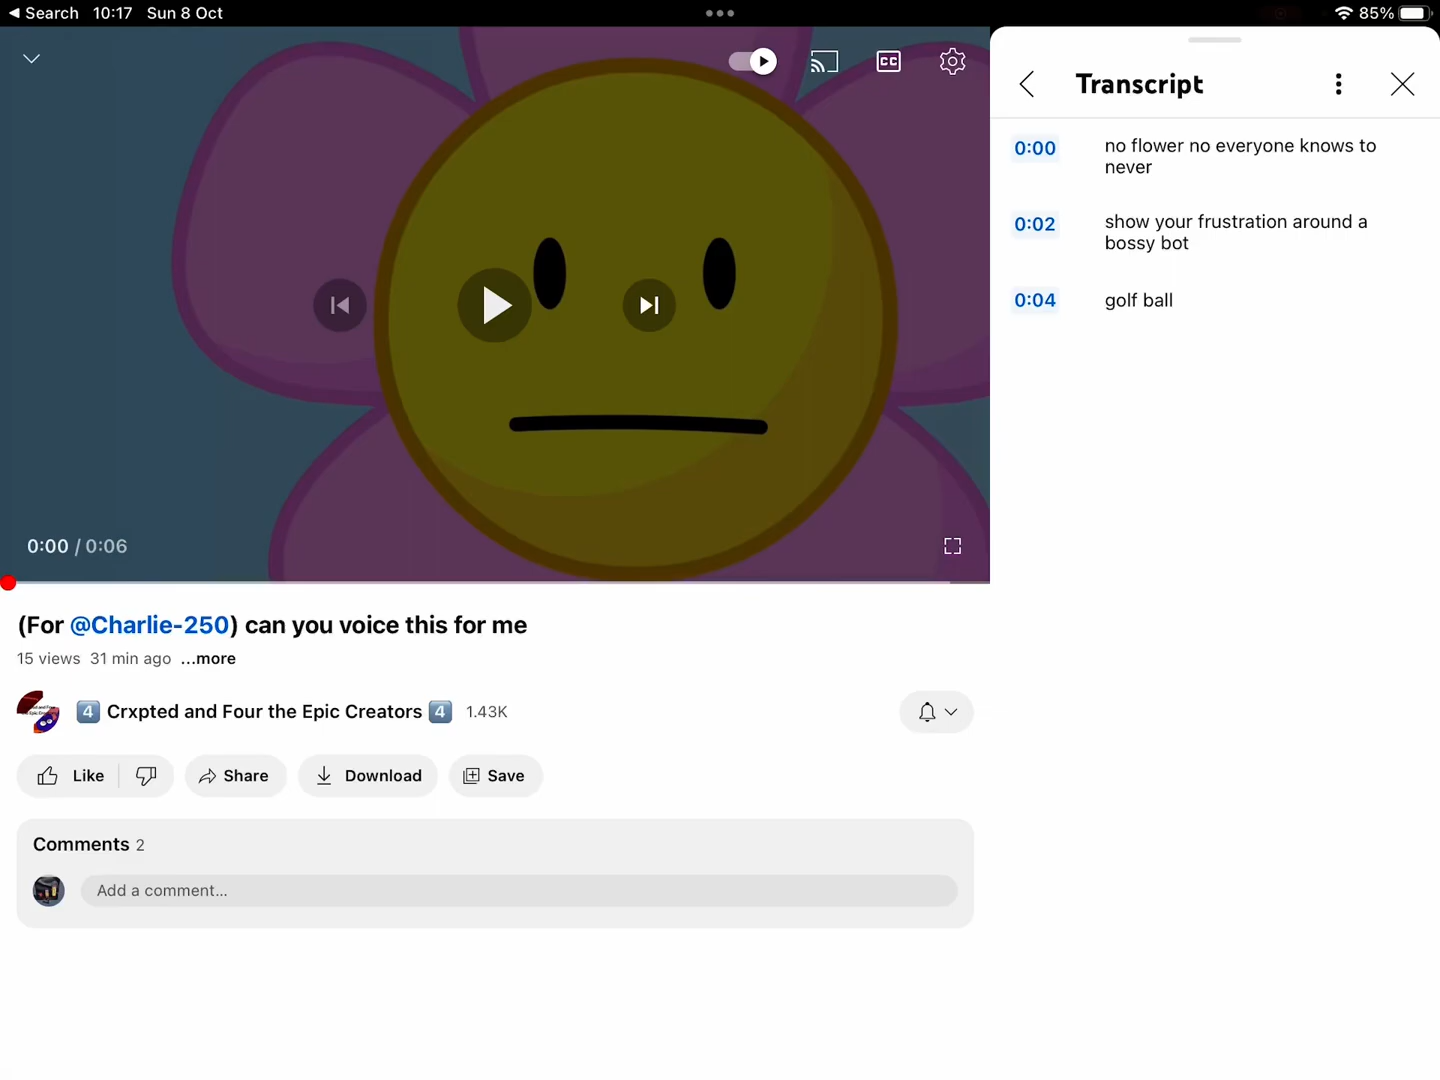 ◀ Search 10:17 Sun 8 Oct
85%
CC
Transcript
0:00 no flower no everyone knows to
never
0:02 show your frustration around a
bossy bot
0:04 golf ball
0:00 / 0:06
(For @Charlie-250) can you voice this for me
15 views 31 min ago ...more
4 Crxpted and Four the Epic Creators 4 1.43K
Like Share Download Save
Comments 2
Add a comment...